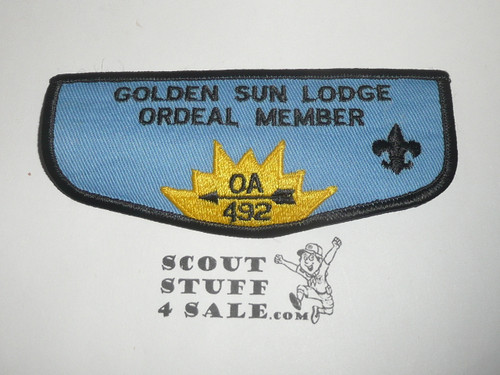 GOLDEN SUN LODGE
ORDEAL MEMBER
OA
492
SCOUT
STUFF
4 SALE.COM